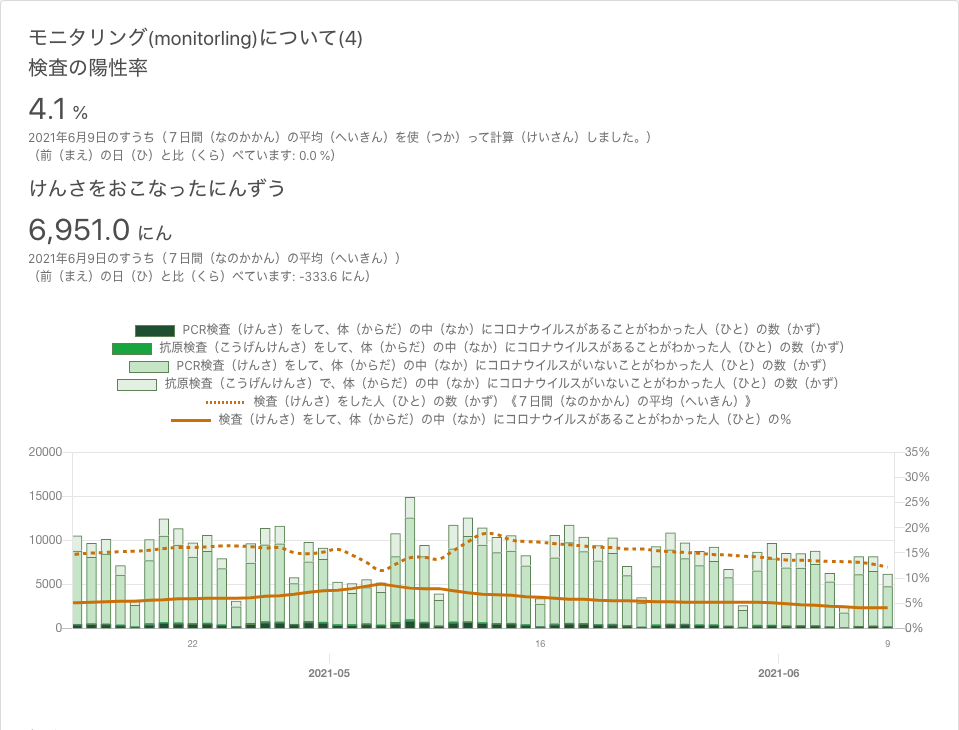 モニタリング(monitorling)について(4)
検査の陽性率
4.1 %
2021年6月9日のすうち（７日間（なのかかん）の平均（へいきん）を使（つか）って計算（けいさん）しました。）
（前（まえ）の日（ひ）と比（くら）べています: 0.0 %）
けんさをおこなったにんずう
6,951.0 にん
2021年6月9日のすうち（７日間（なのかかん）の平均（へいきん））
（前（まえ）の日（ひ）と比（くら）べています: -333.6 にん）
PCR検査（けんさ）をして、体（からだ）の中（なか）にコロナウイルスがあることがわかった人（ひと）の数（かず）
抗原検査（こうげんけんさ）をして、体（からだ）の中（なか）にコロナウイルスがあることがわかった人（ひと）の数（かず）
PCR検査（けんさ）をして、体（からだ）の中（なか）にコロナウイルスがいないことがわかった人（ひと）の数（かず）
抗原検査（こうげんけんさ）で、体（からだ）の中（なか）にコロナウイルスがいないことがわかった人（ひと）の数（かず）
検査（けんさ）をした人（ひと）の数（かず）《７日間（なのかかん）の平均（へいきん）》
検査（けんさ）をして、体（からだ）の中（なか）にコロナウイルスがあることがわかった人（ひと）の%
20000 35%
30%
15000 25%
20%
10000 15%
10%
5000 5%
0 0%
22 16 9
2021-05 2021-06